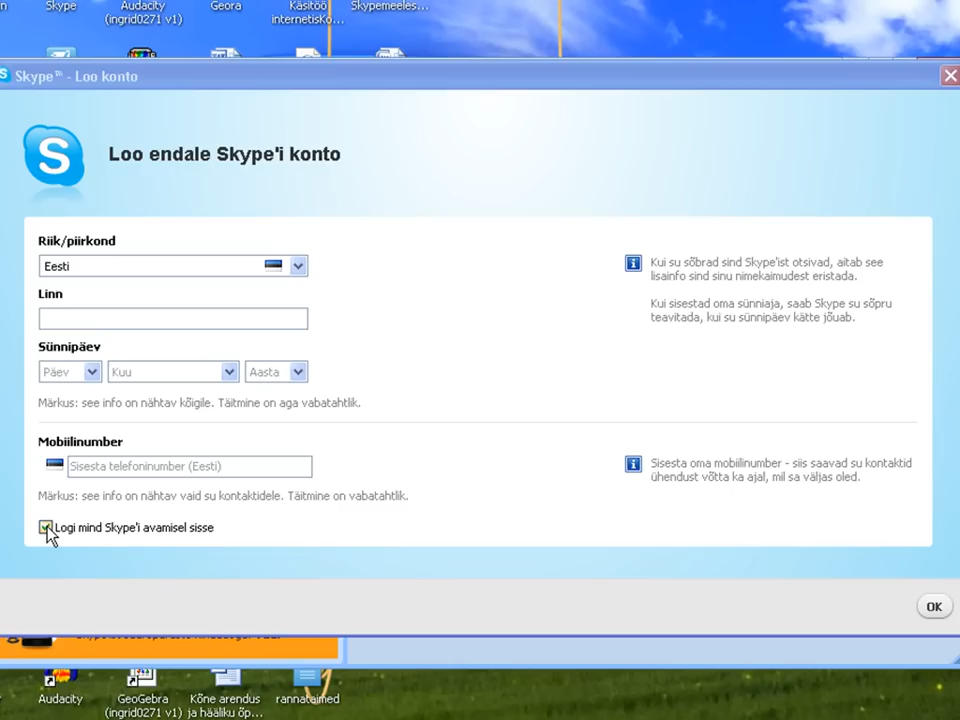 Skype
Audacity
(ingrid0271 v1)
Geora
Käsitöö
internetisko...
Skypemeeles...
Skype™ - Loo konto
S
Loo endale Skype'i konto
Riik/piirkond
Eesti
Kui su sõbrad sind Skype'ist otsivad, aitab see
lisainfo sind sinu nimekaimudest eristada.
Linn
Kui sisestad oma sünniaja, saab Skype su sõpru
teavitada, kui su sünnipäev kätte jõuab.
Sünnipäev
Päev
Kuu
Aasta
Märkus: see info on nähtav kõigile. Täitmine on aga vabatahtlik.
Mobiilinumber
Sisesta telefoninumber (Eesti)
Sisesta oma mobiilinumber - siis saavad su kontaktid
ühendust võtta ka ajal, mil sa väljas oled.
Märkus: see info on nähtav vaid su kontaktidele. Täitmine on vabatahtlik.
Logi mind Skype'i avamisel sisse
OK
Audacity
GeoGebra
(ingrid0271 v1)
Kõne arendus
ja hääliku õp...
rannataimed